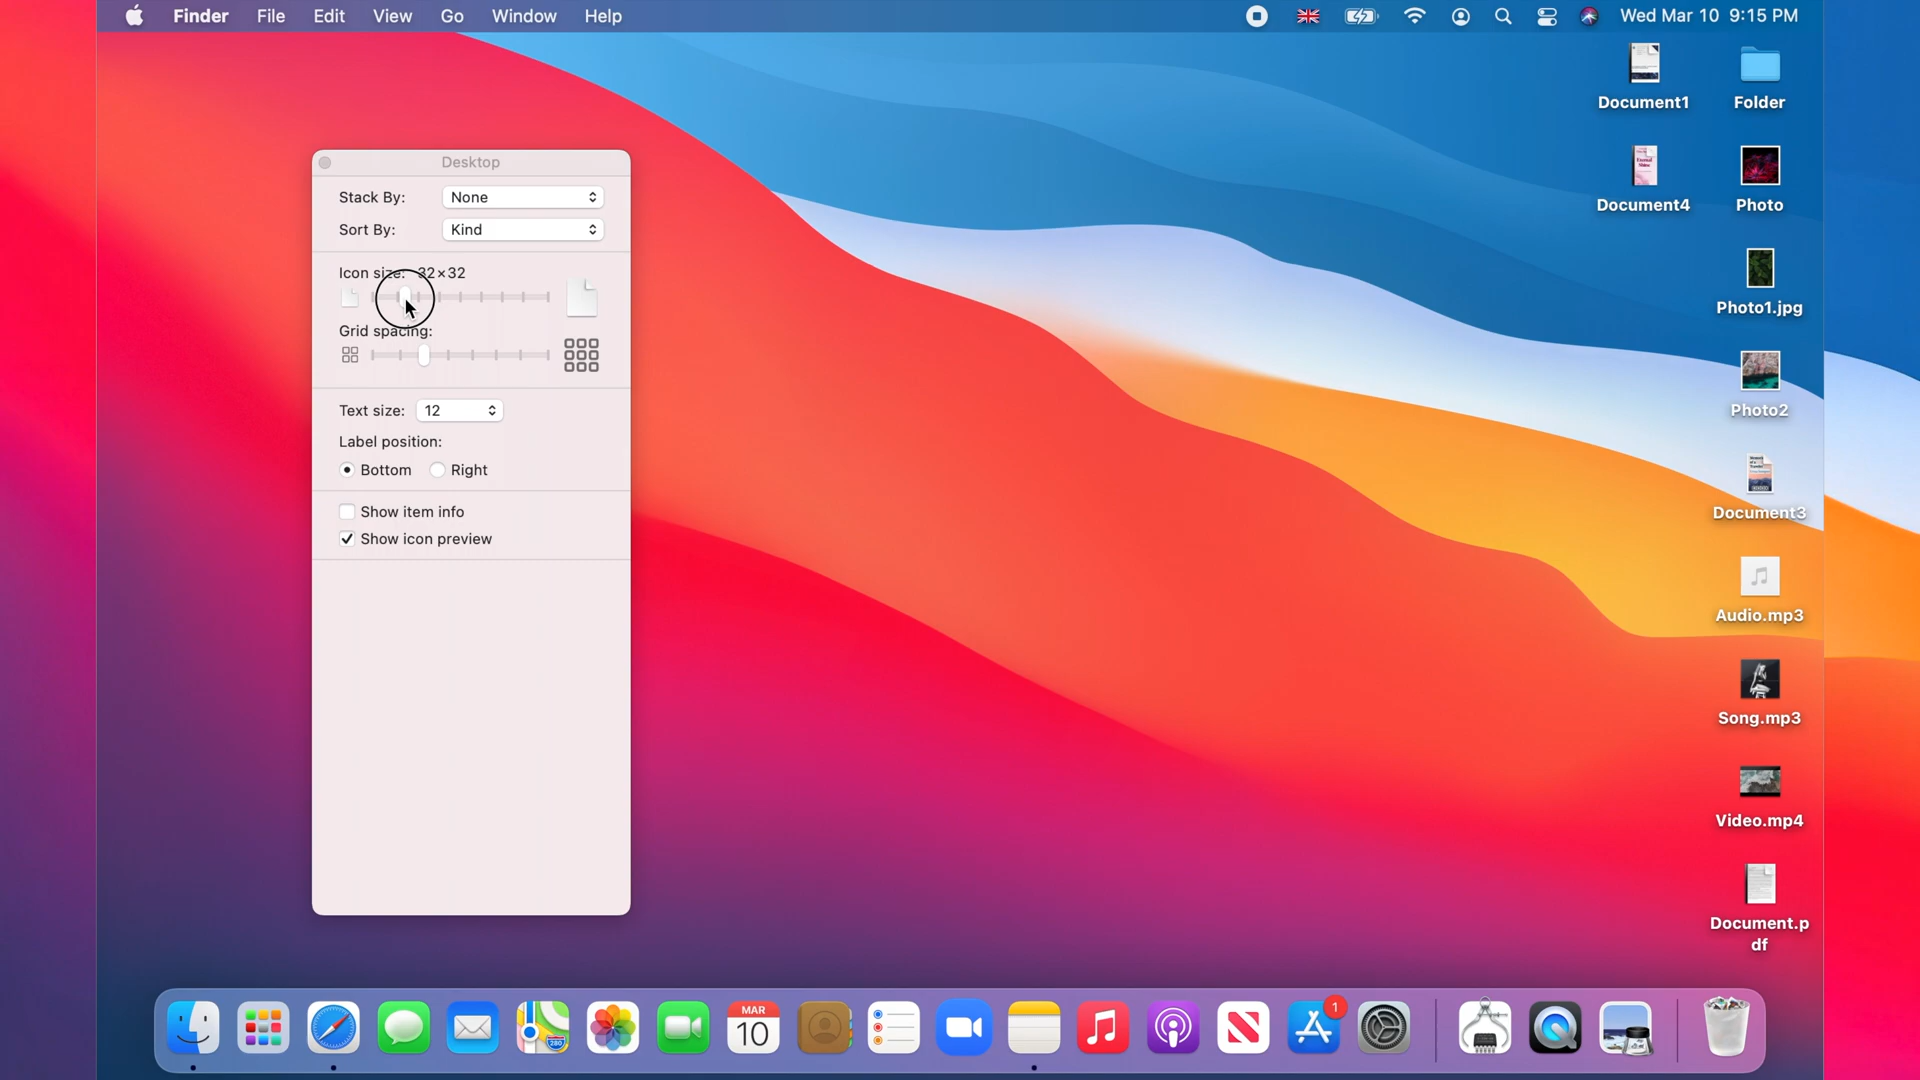 Finder File Edit View Go Window Help Wed Mar 10 9:15 PM
Document1 Folder
Document4 Photo
Photo1.jpg
Photo2
Document3
Audio.mp3
Song.mp3
Video.mp4
Document.p
df
Desktop
Stack By: None
Sort By: Kind
Icon size: 32×32
Grid spacing:
Text size: 12
Label position:
Bottom Right
Show item info
Show icon preview
MAR
10
280
1